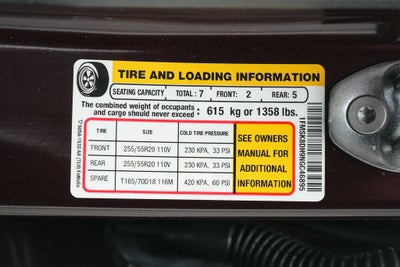 TIRE AND LOADING INFORMATION
SEATING CAPACITY TOTAL: 7 FRONT: 2 REAR: 5
The combined weight of occupants
and cargo should never exceed : 615 kg or 1358 lbs.
TIRE SIZE COLD TIRE PRESSURE
FRONT 255/55R20 110V 230 KPA, 33 PSI
REAR 255/55R20 110V 230 KPA, 33 PSI
SPARE T165/70D18 116M 420 KPA, 60 PSI
SEE OWNERS
MANUAL FOR
ADDITIONAL
INFORMATION
1FM5K8DH9NGC46895